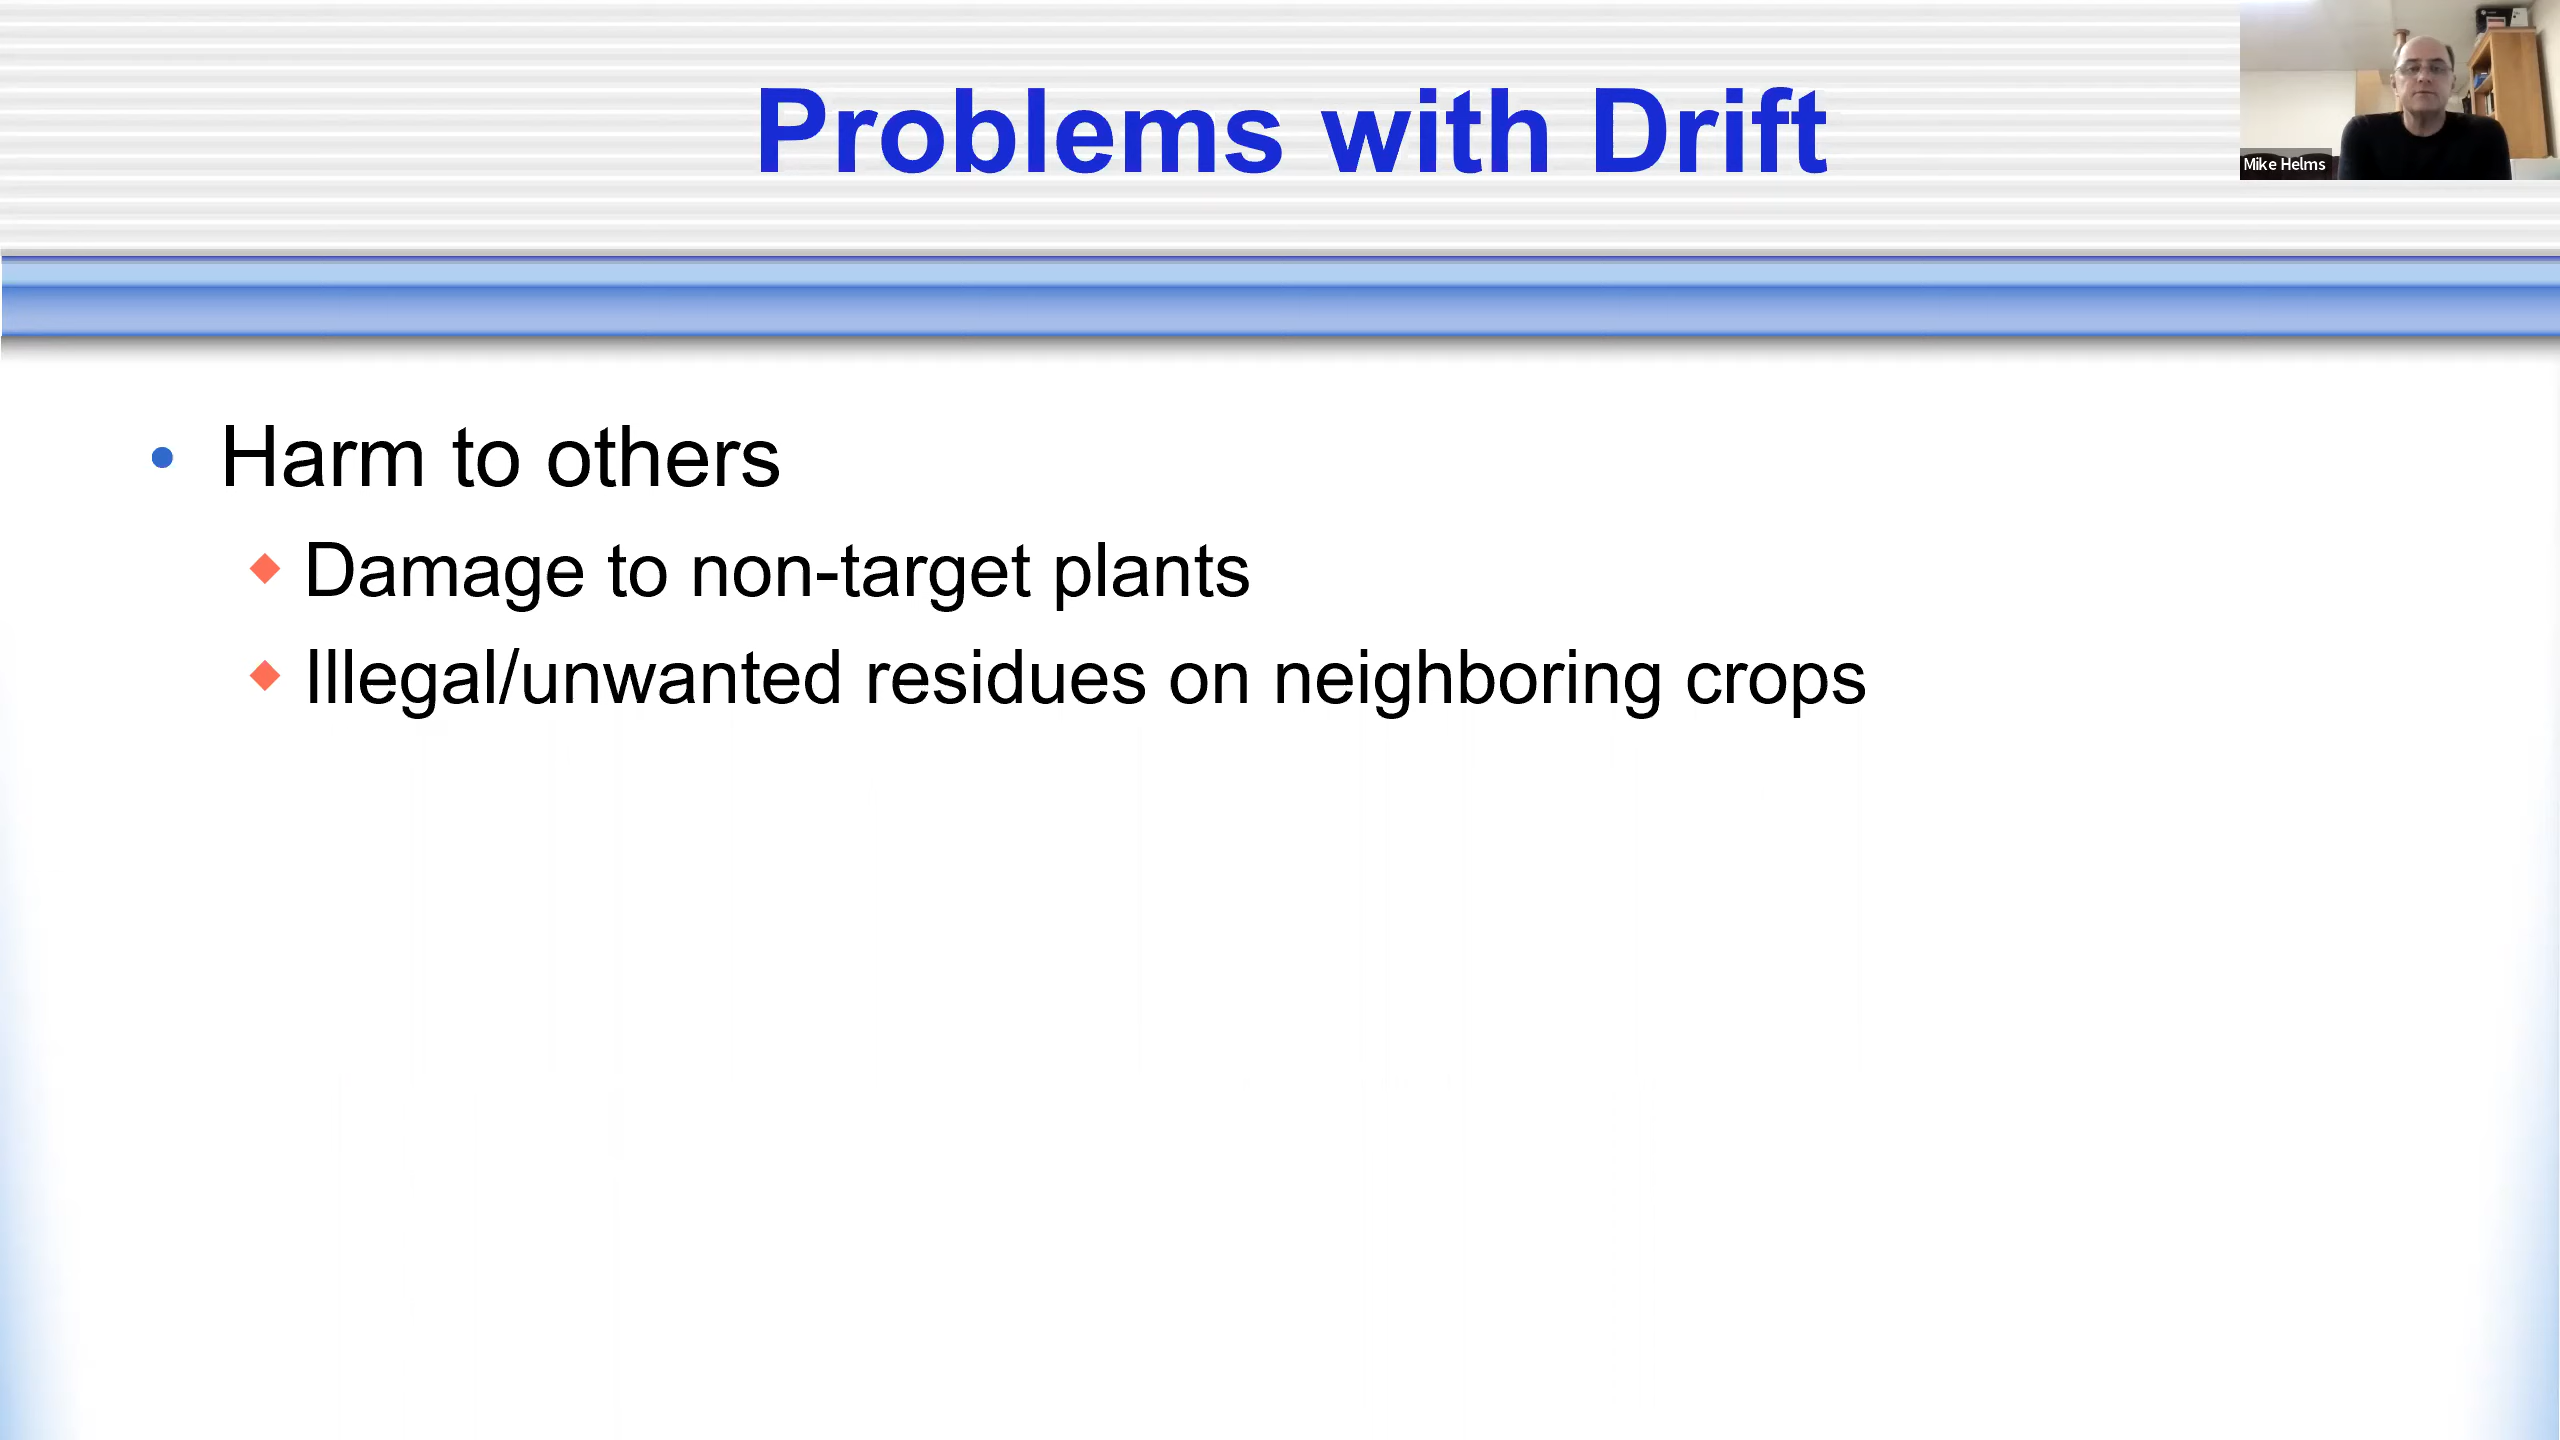 Problems with Drift
Mike Helms
Harm to others
Damage to non-target plants
Illegal/unwanted residues on neighboring crops